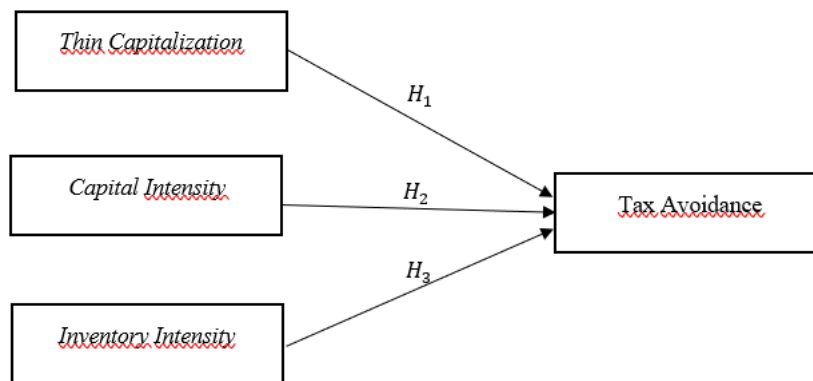 Thin Capitalization
H₁
Capital Intensity
H₂
Tax Avoidance
H₃
Inventory Intensity